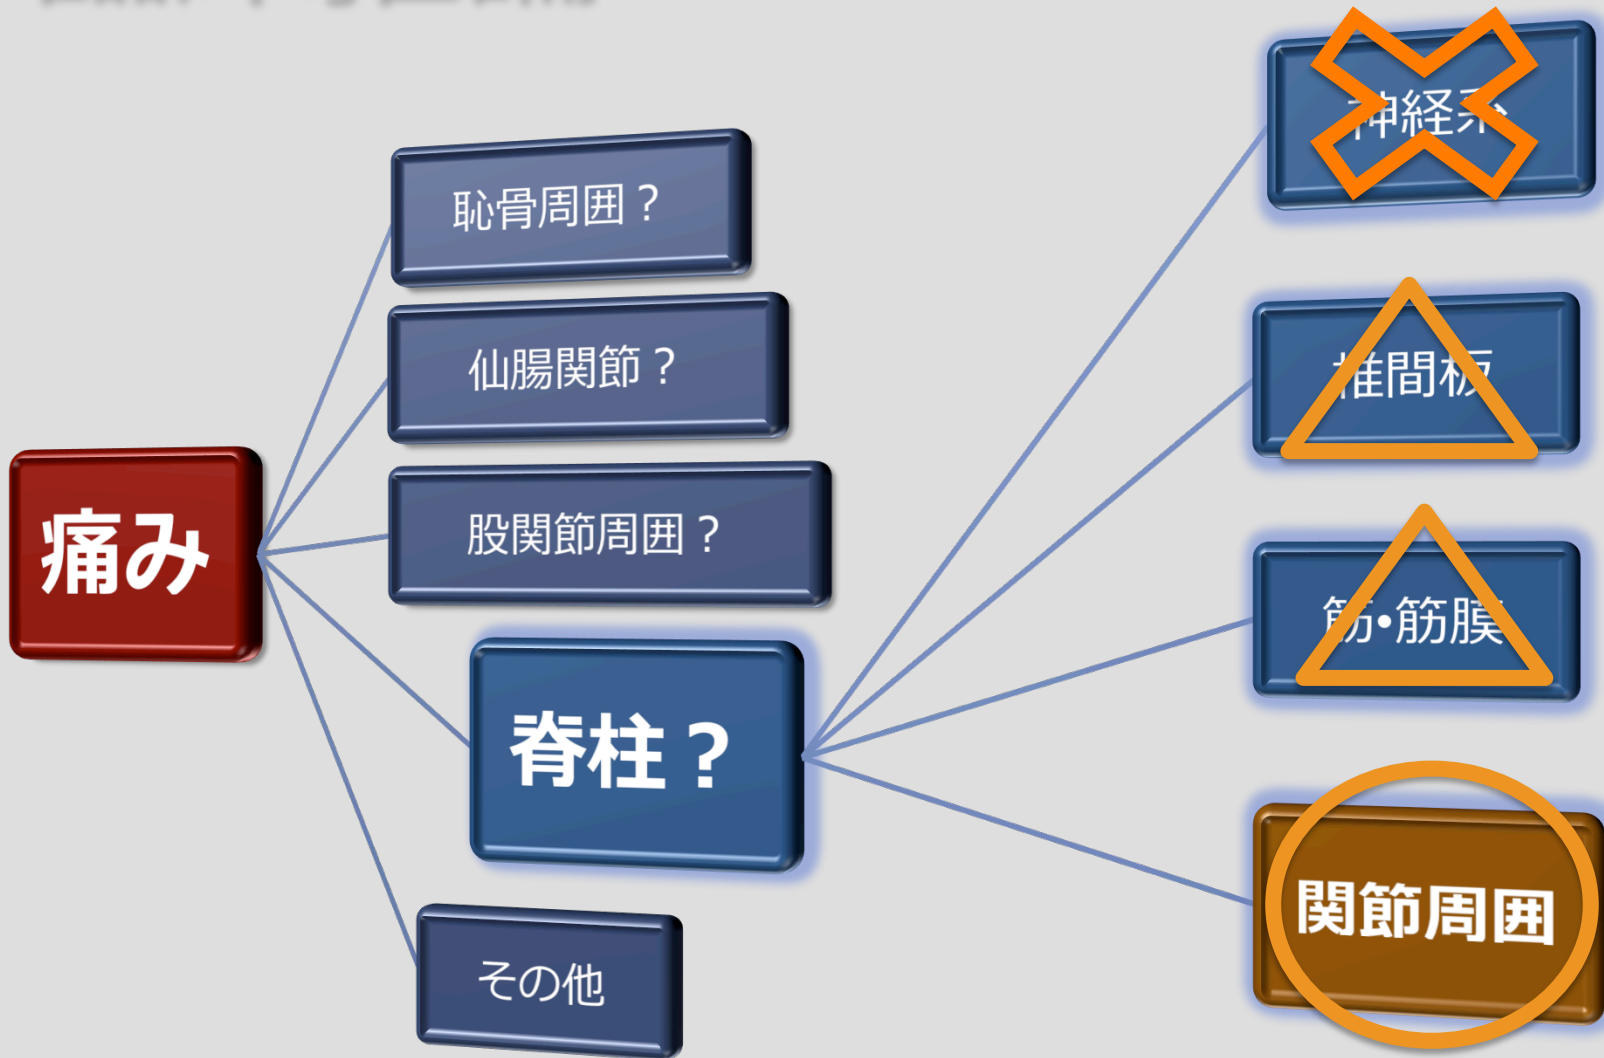 神経系
恥骨周囲？
仙腸関節？
椎間板
股関節周囲？
痛み
筋•筋膜
脊柱？
関節周囲
その他